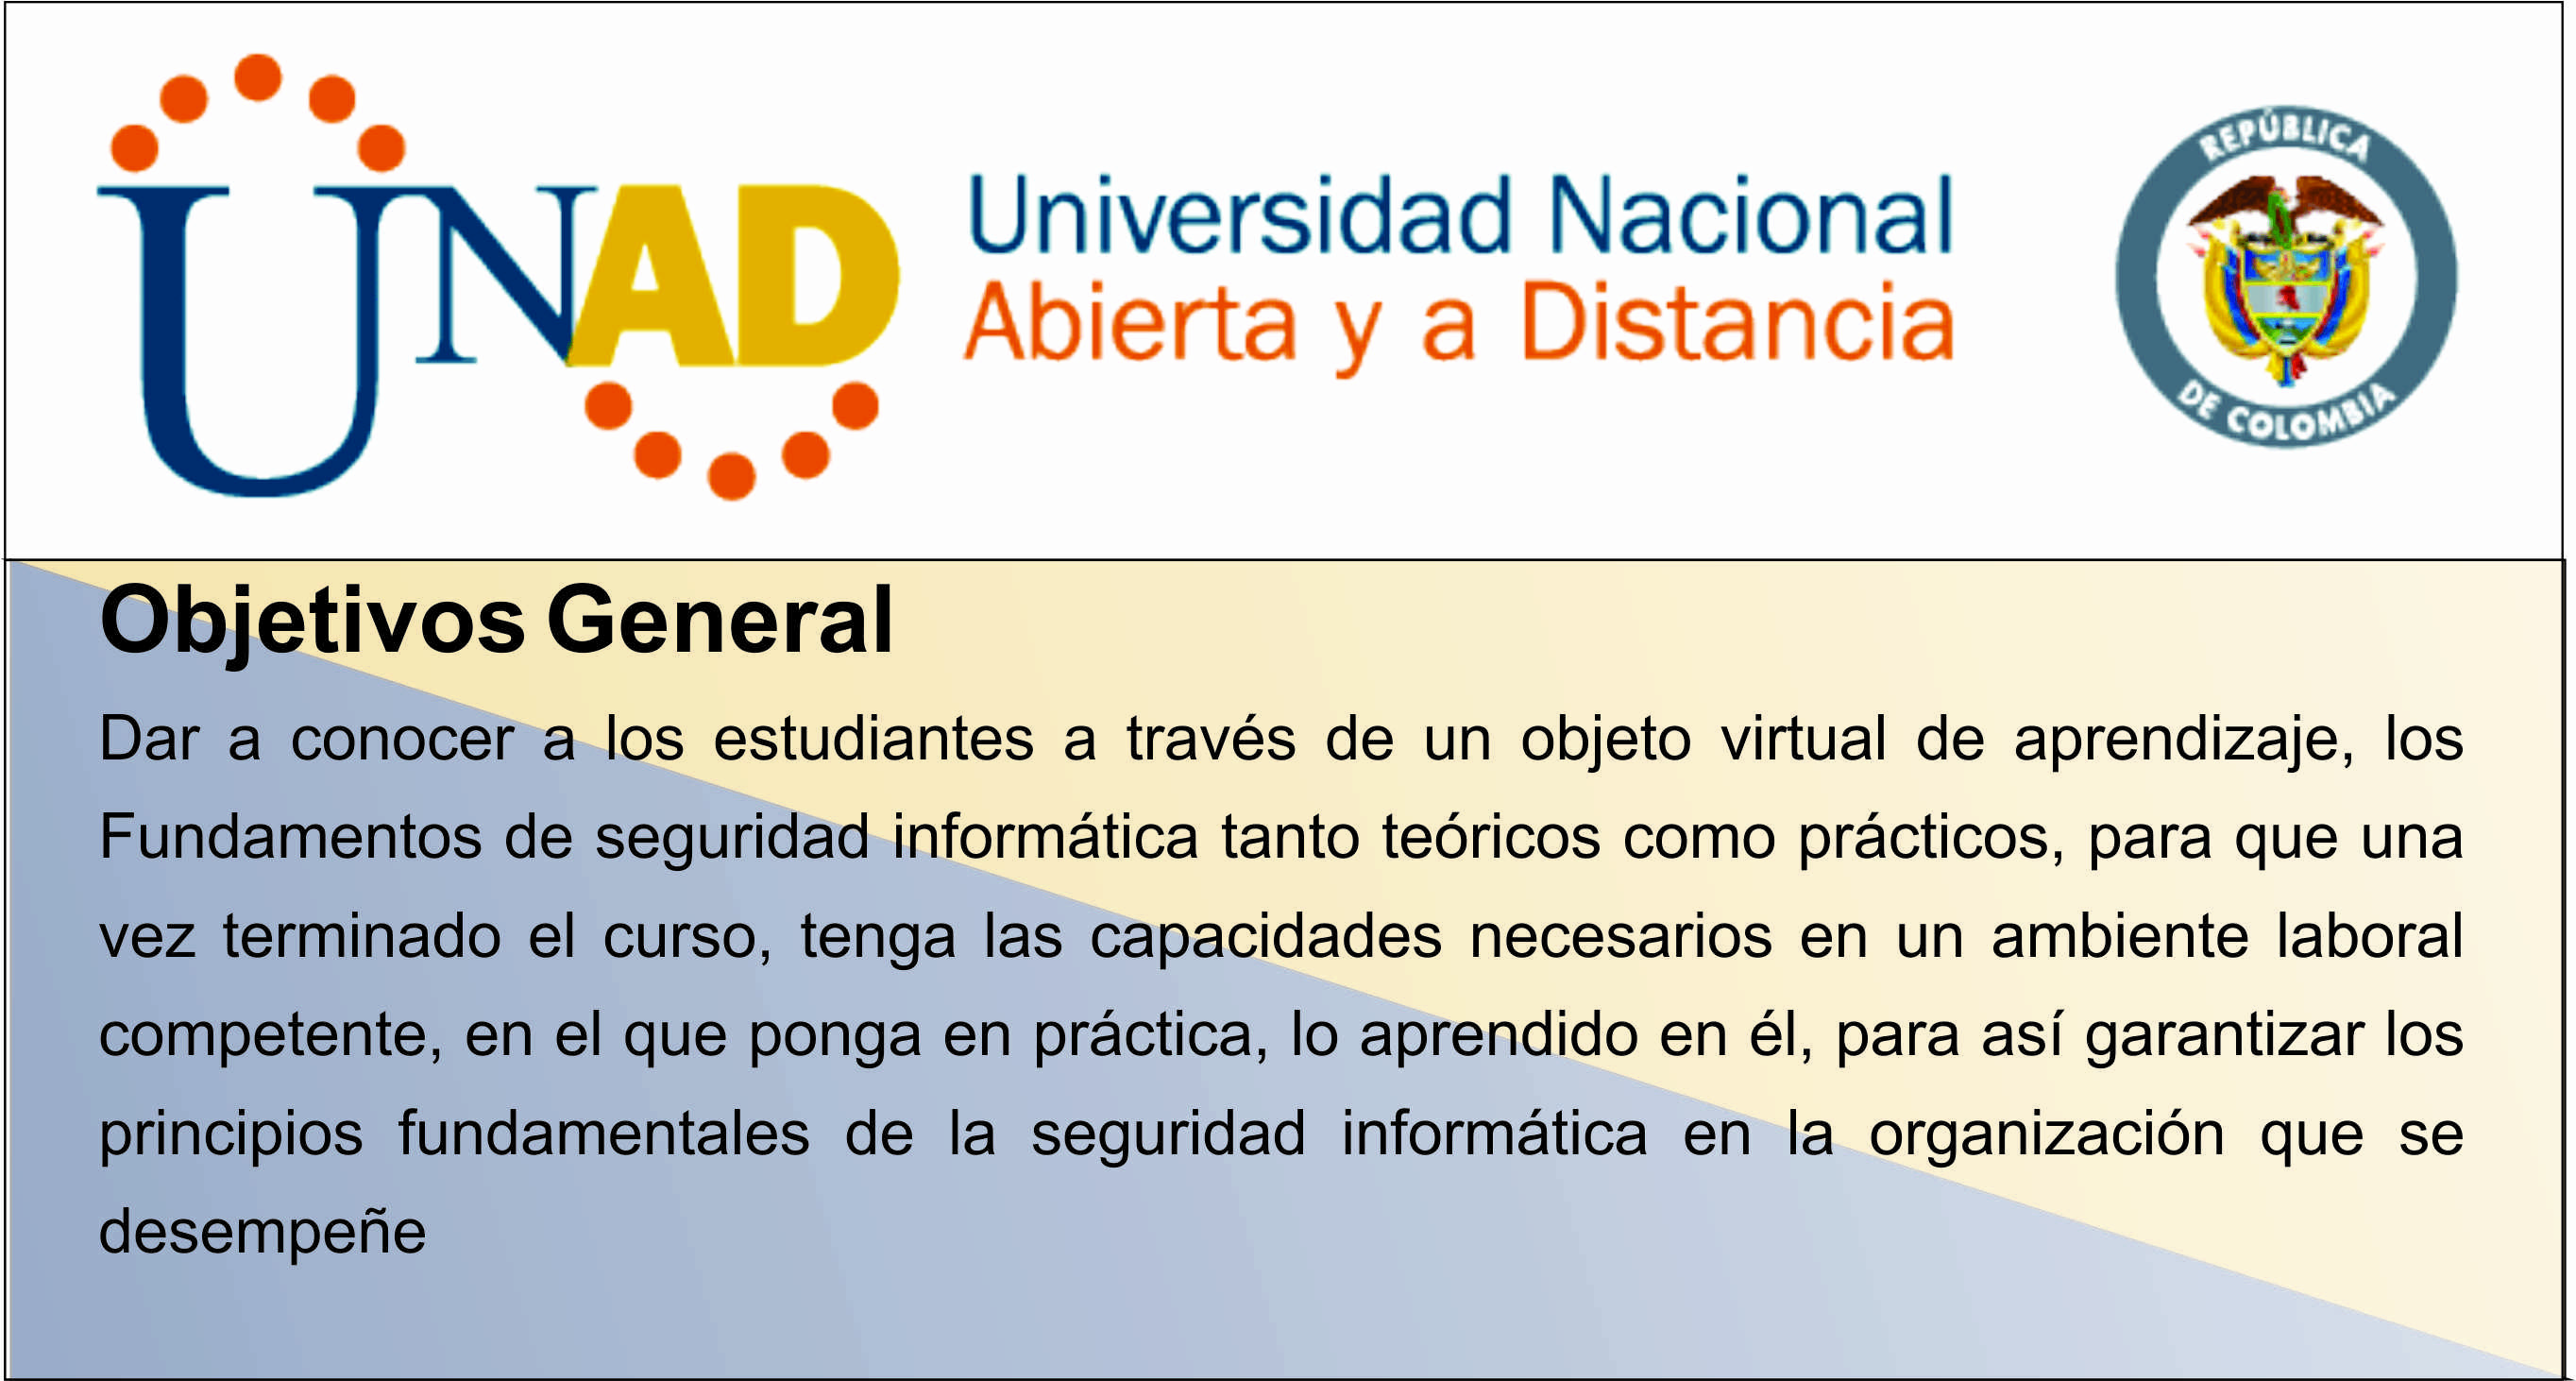 UNAD
Universidad Nacional
Abierta y a Distancia
REPÚBLICA
DE COLOMBIA
Objetivos General
Dar a conocer a los estudiantes a través de un objeto virtual de aprendizaje, los
Fundamentos de seguridad informática tanto teóricos como prácticos, para que una
vez terminado el curso, tenga las capacidades necesarios en un ambiente laboral
competente, en el que ponga en práctica, lo aprendido en él, para así garantizar los
principios fundamentales de la seguridad informática en la organización que se
desempeñe